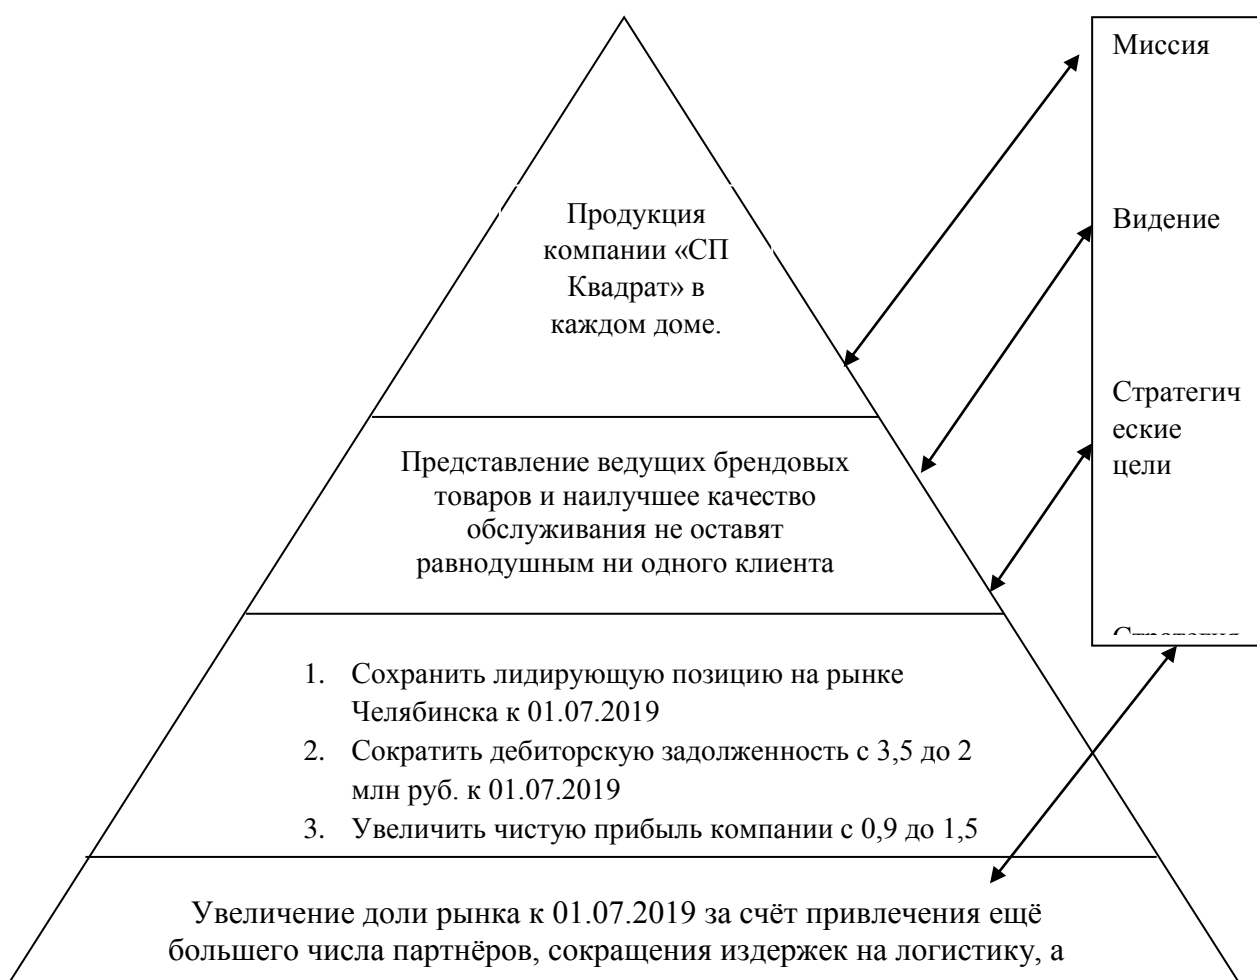 Миссия
Видение
Стратегич
еские
цели
Продукция
компании «СП
Квадрат» в
каждом доме.
Представление ведущих брендовых
товаров и наилучшее качество
обслуживания не оставят
равнодушным ни одного клиента
1. Сохранить лидирующую позицию на рынке
Челябинска к 01.07.2019
2. Сократить дебиторскую задолженность с 3,5 до 2
млн руб. к 01.07.2019
3. Увеличить чистую прибыль компании с 0,9 до 1,5
Увеличение доли рынка к 01.07.2019 за счёт привлечения ещё
большего числа партнёров, сокращения издержек на логистику, а